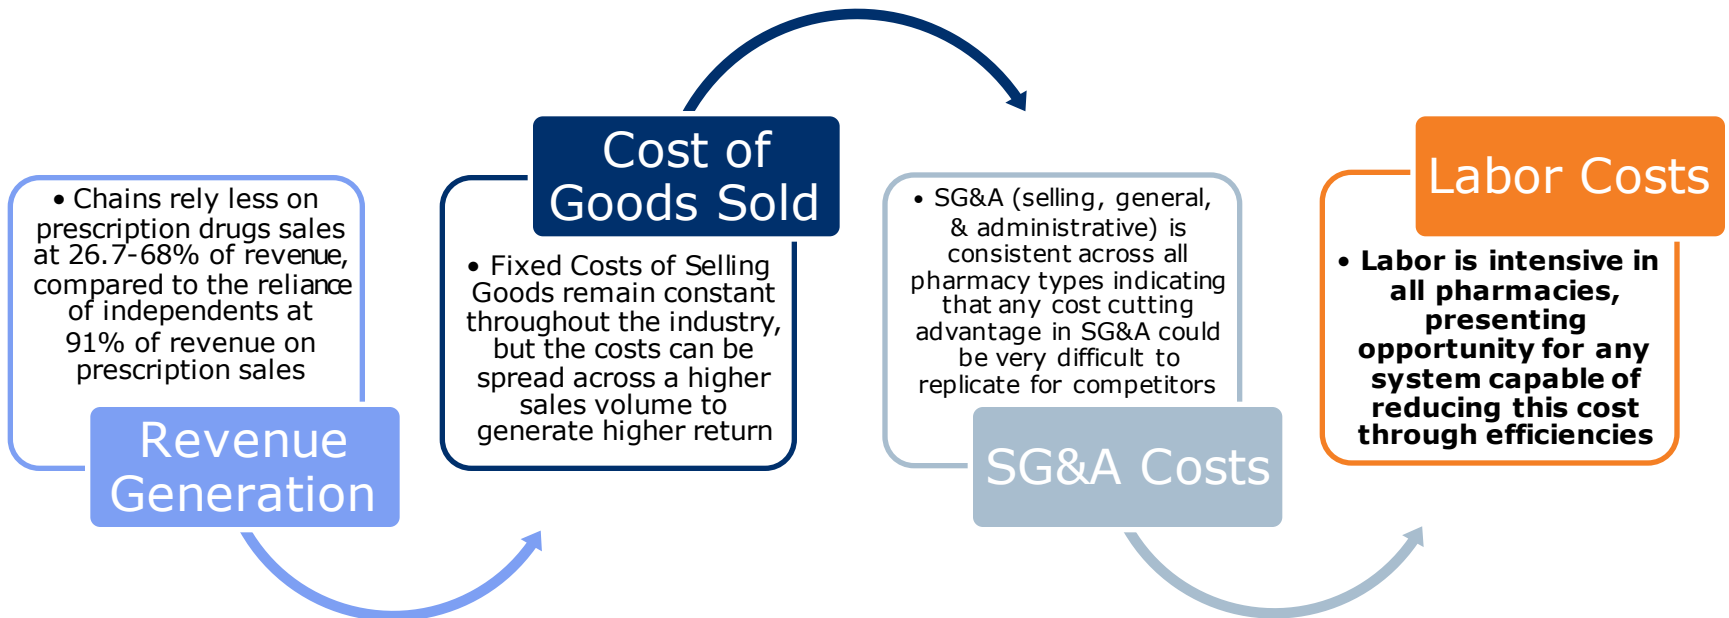 • Chains rely less on
prescription drugs sales
at 26.7-68% of revenue,
compared to the reliance
of independents at
91% of revenue on
prescription sales
Revenue
Generation
Cost of
Goods Sold
• Fixed Costs of Selling
Goods remain constant
throughout the industry,
but the costs can be
spread across a higher
sales volume to
generate higher return
• SG&A (selling, general,
& administrative) is
consistent across all
pharmacy types indicating
that any cost cutting
advantage in SG&A could
be very difficult to
replicate for competitors
SG&A Costs
Labor Costs
• Labor is intensive in
all pharmacies,
presenting
opportunity for any
system capable of
reducing this cost
through efficiencies